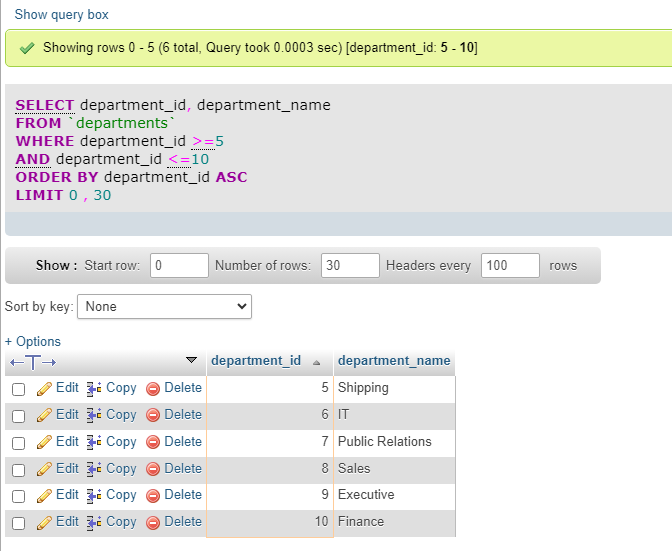 Show query box
Showing rows 0 - 5 (6 total, Query took 0.0003 sec) [department_id: 5 - 10]
SELECT department_id, department_name
FROM `departments`
WHERE department_id >=5
AND department_id <=10
ORDER BY department_id ASC
LIMIT 0 , 30
Show : Start row: 0 Number of rows: 30 Headers every 100 rows
Sort by key: None
+ Options
←T→ department_id department_name
Edit Copy Delete 5 Shipping
Edit Copy Delete 6 IT
Edit Copy Delete 7 Public Relations
Edit Copy Delete 8 Sales
Edit Copy Delete 9 Executive
Edit Copy Delete 10 Finance